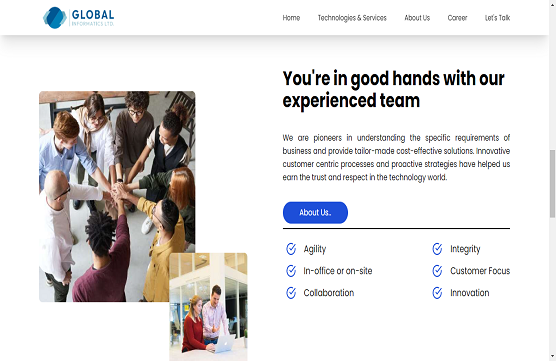 GLOBAL
INFORMATICS LTD.
Home Technologies & Services About Us Career Let's Talk
You're in good hands with our
experienced team
We are pioneers in understanding the specific requirements of
business and provide tailor-made cost-effective solutions. Innovative
customer centric processes and proactive strategies have helped us
earn the trust and respect in the technology world.
About Us..
Agility Integrity
In-office or on-site Customer Focus
Collaboration Innovation